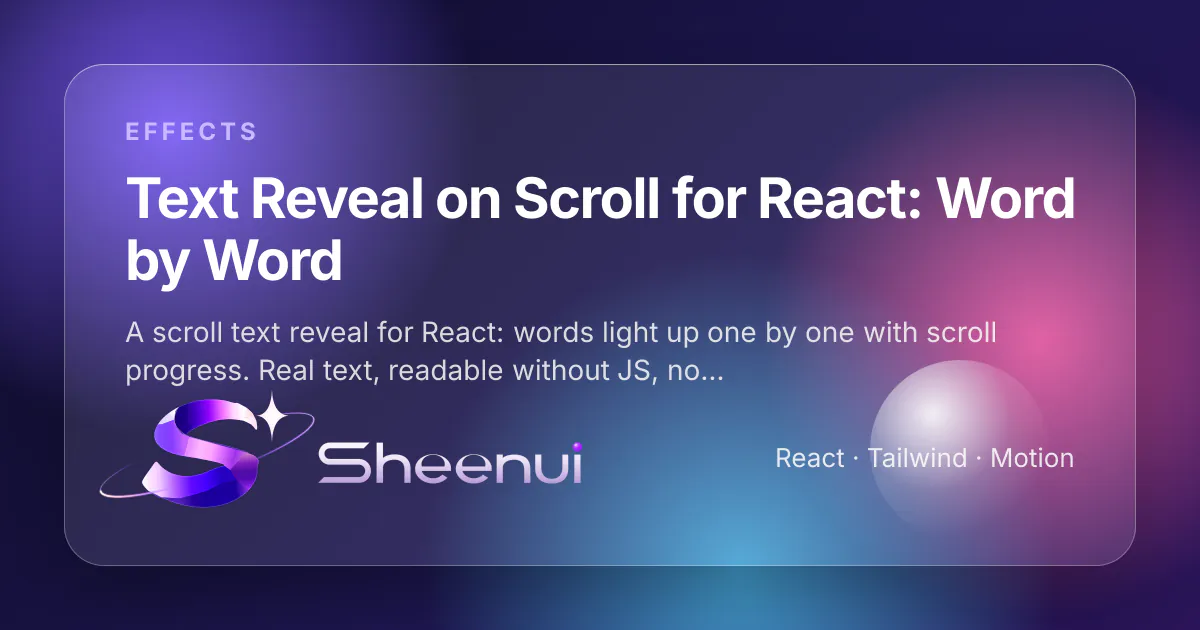 EFFECTS
Text Reveal on Scroll for React: Word
by Word
A scroll text reveal for React: words light up one by one with scroll
progress. Real text, readable without JS, no...
Sheenui
React · Tailwind · Motion